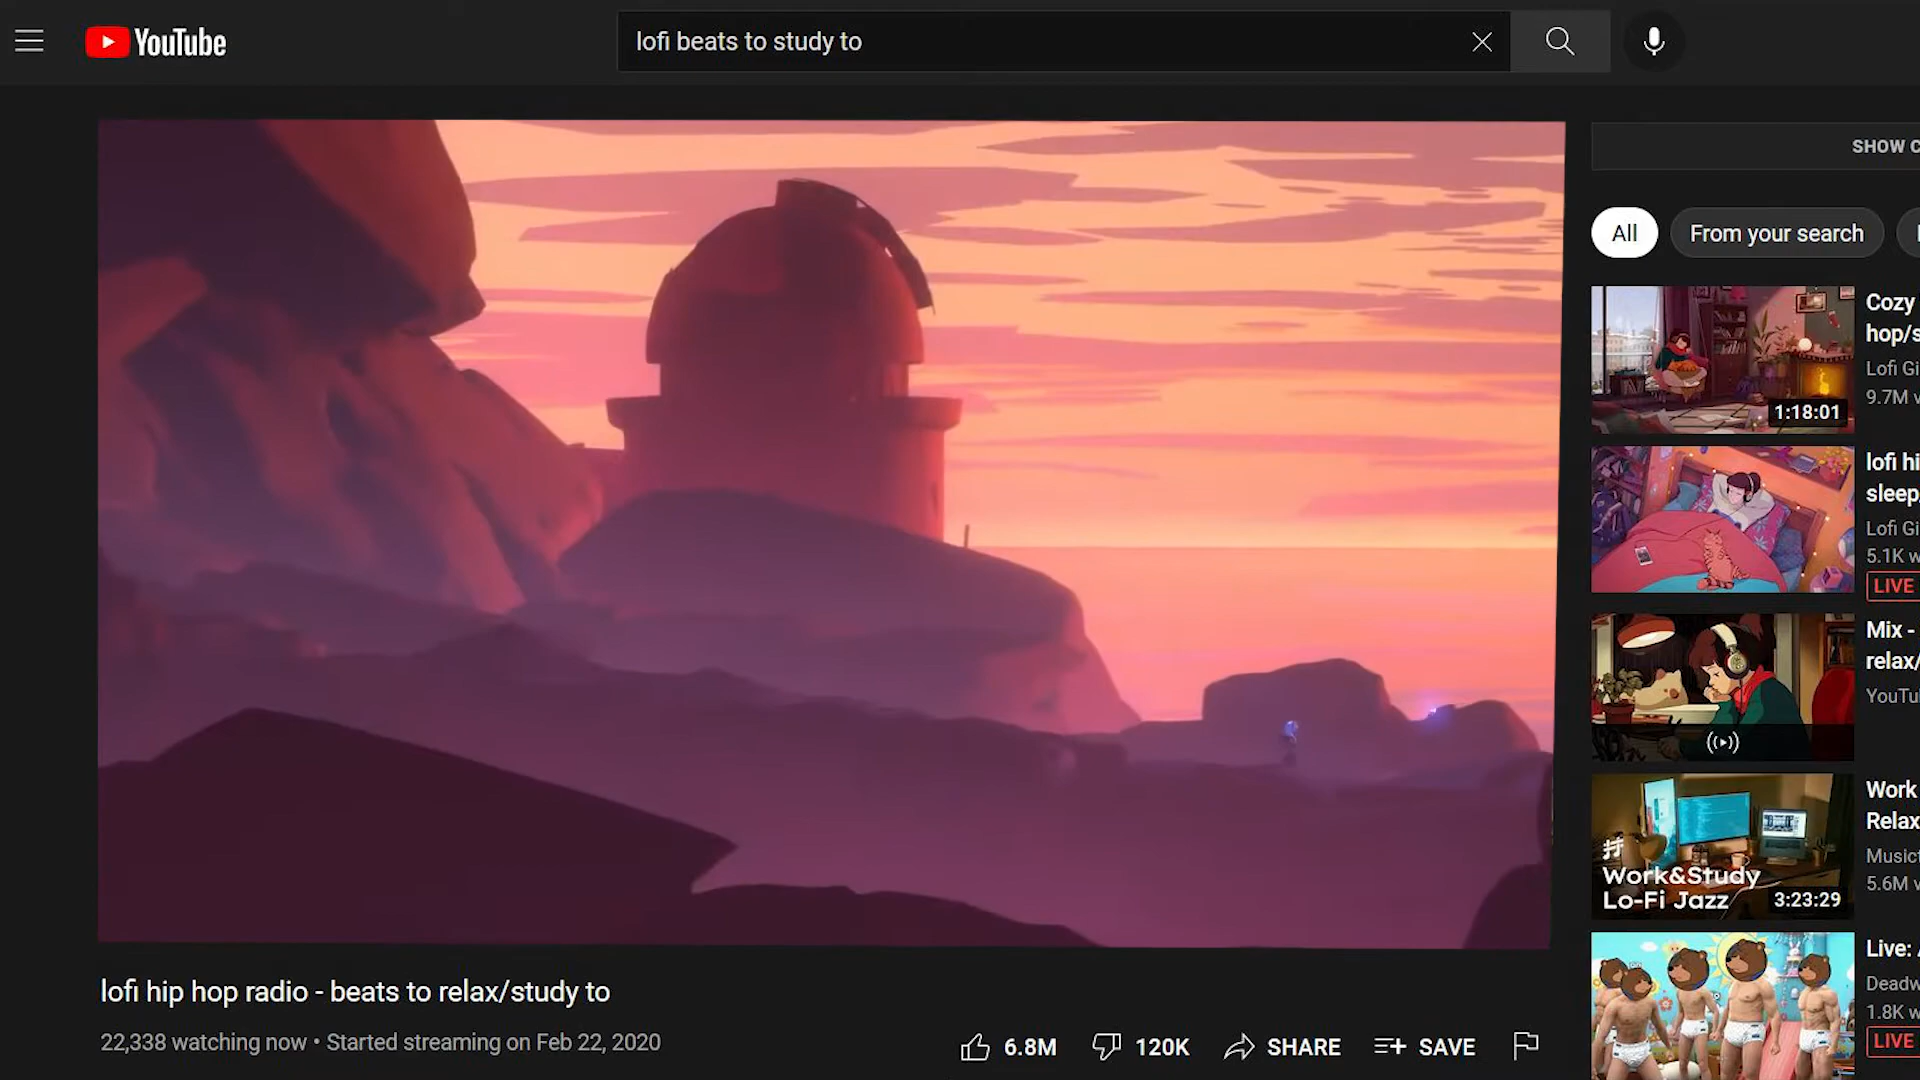 YouTube
lofi beats to study to
SHOW C
All
From your search
1:18:01
Cozy
hop/s
Lofi Gi
9.7M v
lofi hi
sleep
Lofi Gi
5.1K w
LIVE
Mix -
relax/
YouTu
Work&Study
Lo-Fi Jazz
3:23:29
Work
Relax
Music
5.6M v
Live:
Deadw
1.8K w
LIVE
lofi hip hop radio - beats to relax/study to
22,338 watching now • Started streaming on Feb 22, 2020
6.8M
120K
SHARE
SAVE